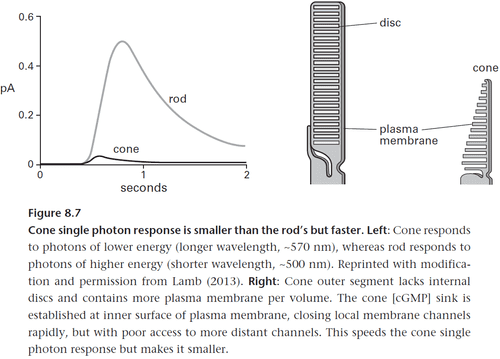 0.6
0.4
pA
0.2
0
0
1
2
seconds
rod
cone
disc
plasma
membrane
cone
Figure 8.7
Cone single photon response is smaller than the rod's but faster. Left: Cone responds
to photons of lower energy (longer wavelength, ~570 nm), whereas rod responds to
photons of higher energy (shorter wavelength, ~500 nm). Reprinted with modifica-
tion and permission from Lamb (2013). Right: Cone outer segment lacks internal
discs and contains more plasma membrane per volume. The cone [cGMP] sink is
established at inner surface of plasma membrane, closing local membrane channels
rapidly, but with poor access to more distant channels. This speeds the cone single
photon response but makes it smaller.